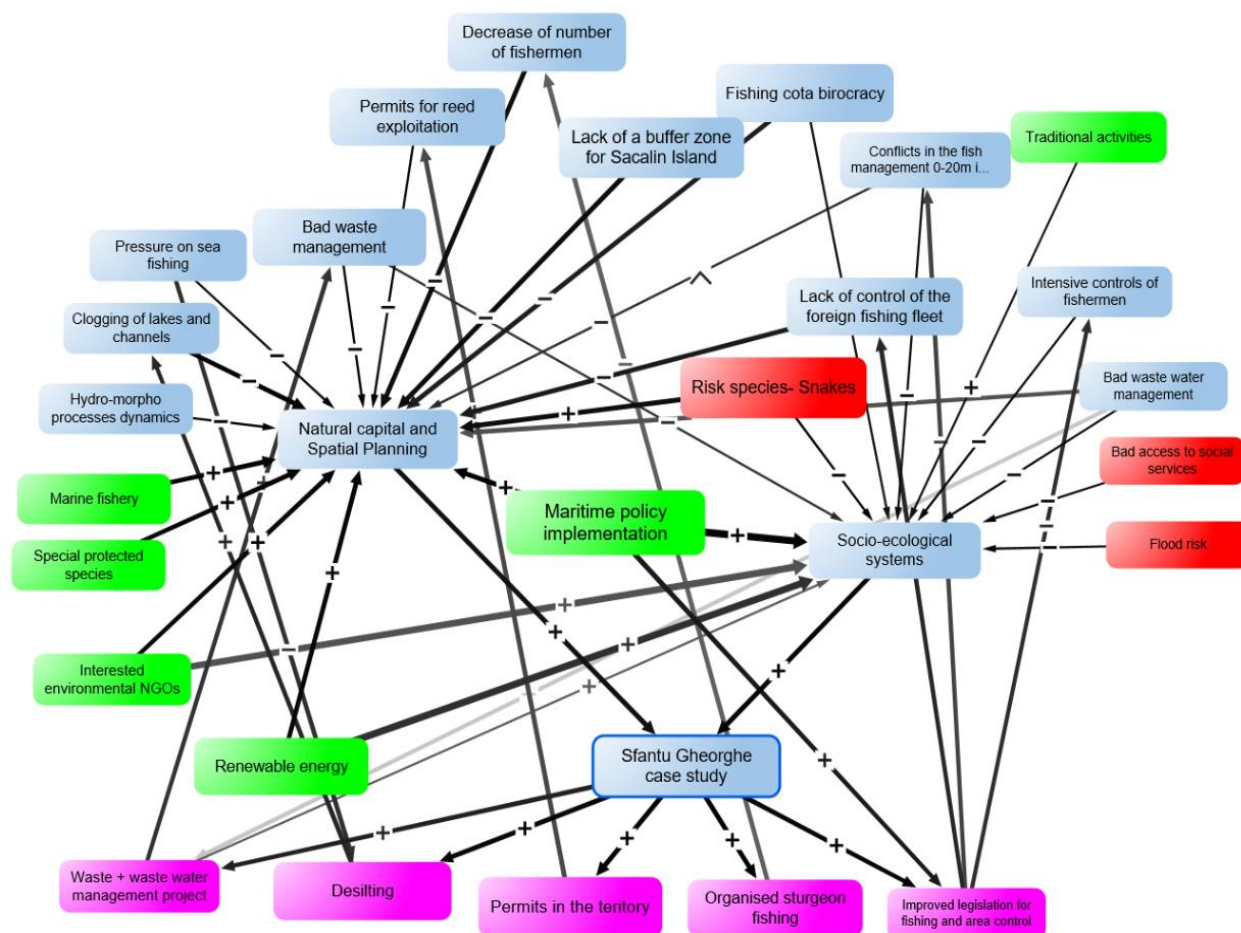 Decrease of number
of fishermen
Permits for reed
exploitation
Lack of a buffer zone
for Sacalin Island
Fishing cota birocracy
Conflicts in the fish
management 0-20m i...
Traditional activities
Bad waste
management
Pressure on sea
fishing
Clogging of lakes and
channels
Hydro-morpho
processes dynamics
Lack of control of the
foreign fishing fleet
Intensive controls of
fishermen
Risk species- Snakes
Bad waste water
management
Natural capital and
Spatial Planning
Bad access to social
services
Marine fishery
Special protected
species
Maritime policy
implementation
Socio-ecological
systems
Flood risk
Interested
environmental NGOs
Renewable energy
Sfantu Gheorghe
case study
Waste + waste water
management project
Desilting
Permits in the teritory
Organised sturgeon
fishing
Improved legislation for
fishing and area control